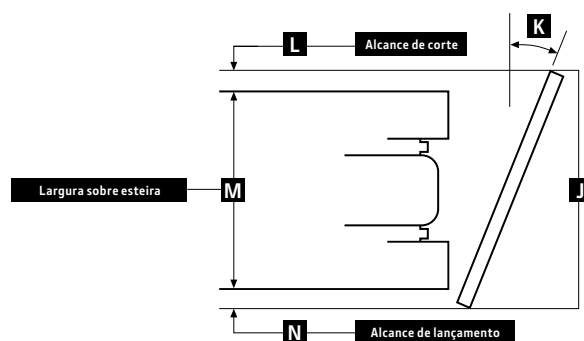 K
L Alcance de corte
Largura sobre esteira M J
N Alcance de lançamento